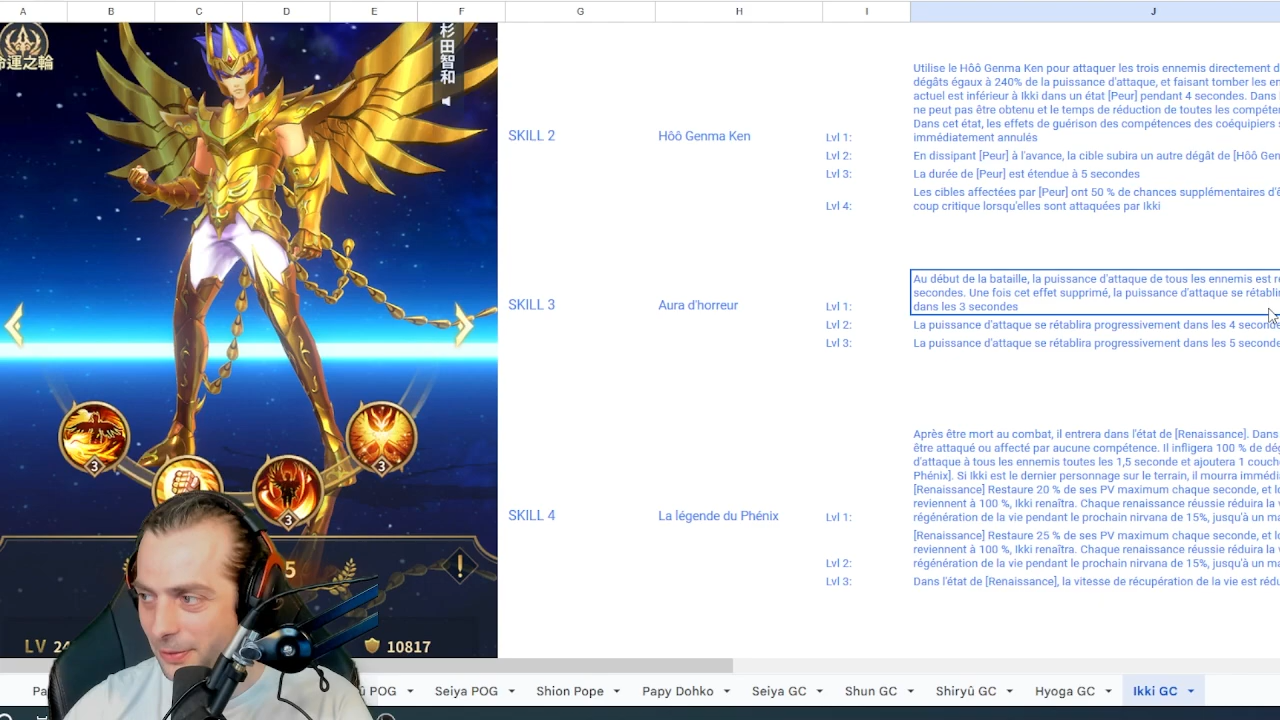 A B C D E F G H I J
命運之輪
杉田智和
Utilise le Hôô Genma Ken pour attaquer les trois ennemis directement d
dégâts égaux à 240% de la puissance d'attaque, et faisant tomber les en
actuel est inférieur à Ikki dans un état [Peur] pendant 4 secondes. Dans
ne peut pas être obtenu et le temps de réduction de toutes les compéte
Dans cet état, les effets de guérison des compétences des coéquipiers s
SKILL 2 Hôô Genma Ken Lvl 1: immédiatement annulés
Lvl 2: En dissipant [Peur] à l'avance, la cible subira un autre dégât de [Hôô Gen
Lvl 3: La durée de [Peur] est étendue à 5 secondes
Les cibles affectées par [Peur] ont 50 % de chances supplémentaires d'ê
Lvl 4: coup critique lorsqu'elles sont attaquées par Ikki
Au début de la bataille, la puissance d'attaque de tous les ennemis est r
secondes. Une fois cet effet supprimé, la puissance d'attaque se rétabli
SKILL 3 Aura d'horreur Lvl 1: dans les 3 secondes
Lvl 2: La puissance d'attaque se rétablira progressivement dans les 4 seconde
Lvl 3: La puissance d'attaque se rétablira progressivement dans les 5 seconde
Après être mort au combat, il entrera dans l'état de [Renaissance]. Dans
être attaqué ou affecté par aucune compétence. Il infligera 100 % de dég
d'attaque à tous les ennemis toutes les 1,5 seconde et ajoutera 1 couch
Phénix]. Si Ikki est le dernier personnage sur le terrain, il mourra immédi
[Renaissance] Restaure 20 % de ses PV maximum chaque seconde, et lo
reviennent à 100 %, Ikki renaîtra. Chaque renaissance réussie réduira la v
SKILL 4 La légende du Phénix Lvl 1: régénération de la vie pendant le prochain nirvana de 15%, jusqu'à un ma
[Renaissance] Restaure 25 % de ses PV maximum chaque seconde, et lo
reviennent à 100 %, Ikki renaîtra. Chaque renaissance réussie réduira la v
Lvl 2: régénération de la vie pendant le prochain nirvana de 15%, jusqu'à un ma
Lvl 3: Dans l'état de [Renaissance], la vitesse de récupération de la vie est rédu
3 3
3
5
LV 24 10817
Pa û POG Seiya POG Shion Pope Papy Dohko Seiya GC Shun GC Shiryû GC Hyoga GC Ikki GC